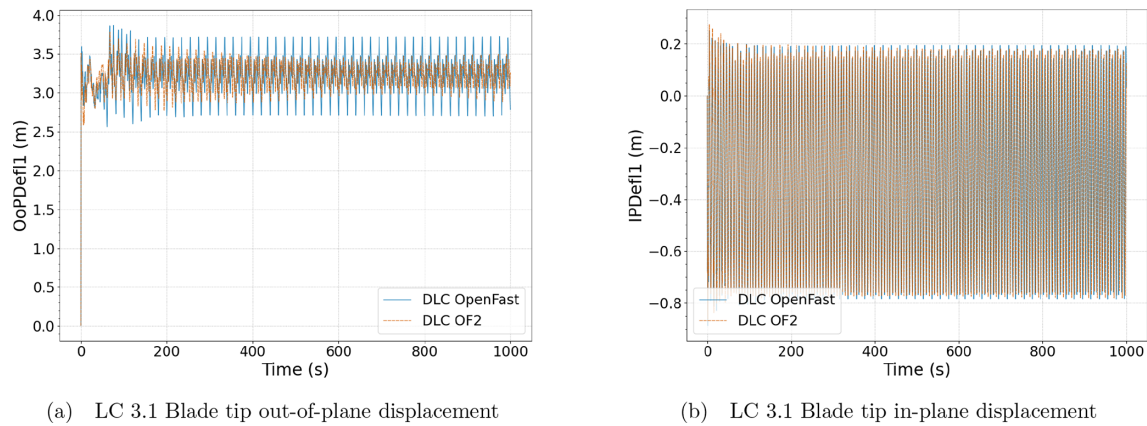 4.0
3.5
3.0
2.5
2.0
1.5
1.0
0.5
0.0
OoPDefl1 (m)
DLC OpenFast
DLC OF2
0 200 400 600 800 1000
Time (s)
(a) LC 3.1 Blade tip out-of-plane displacement
0.2
0.0
−0.2
−0.4
−0.6
−0.8
IPDefl1 (m)
DLC OpenFast
DLC OF2
0 200 400 600 800 1000
Time (s)
(b) LC 3.1 Blade tip in-plane displacement